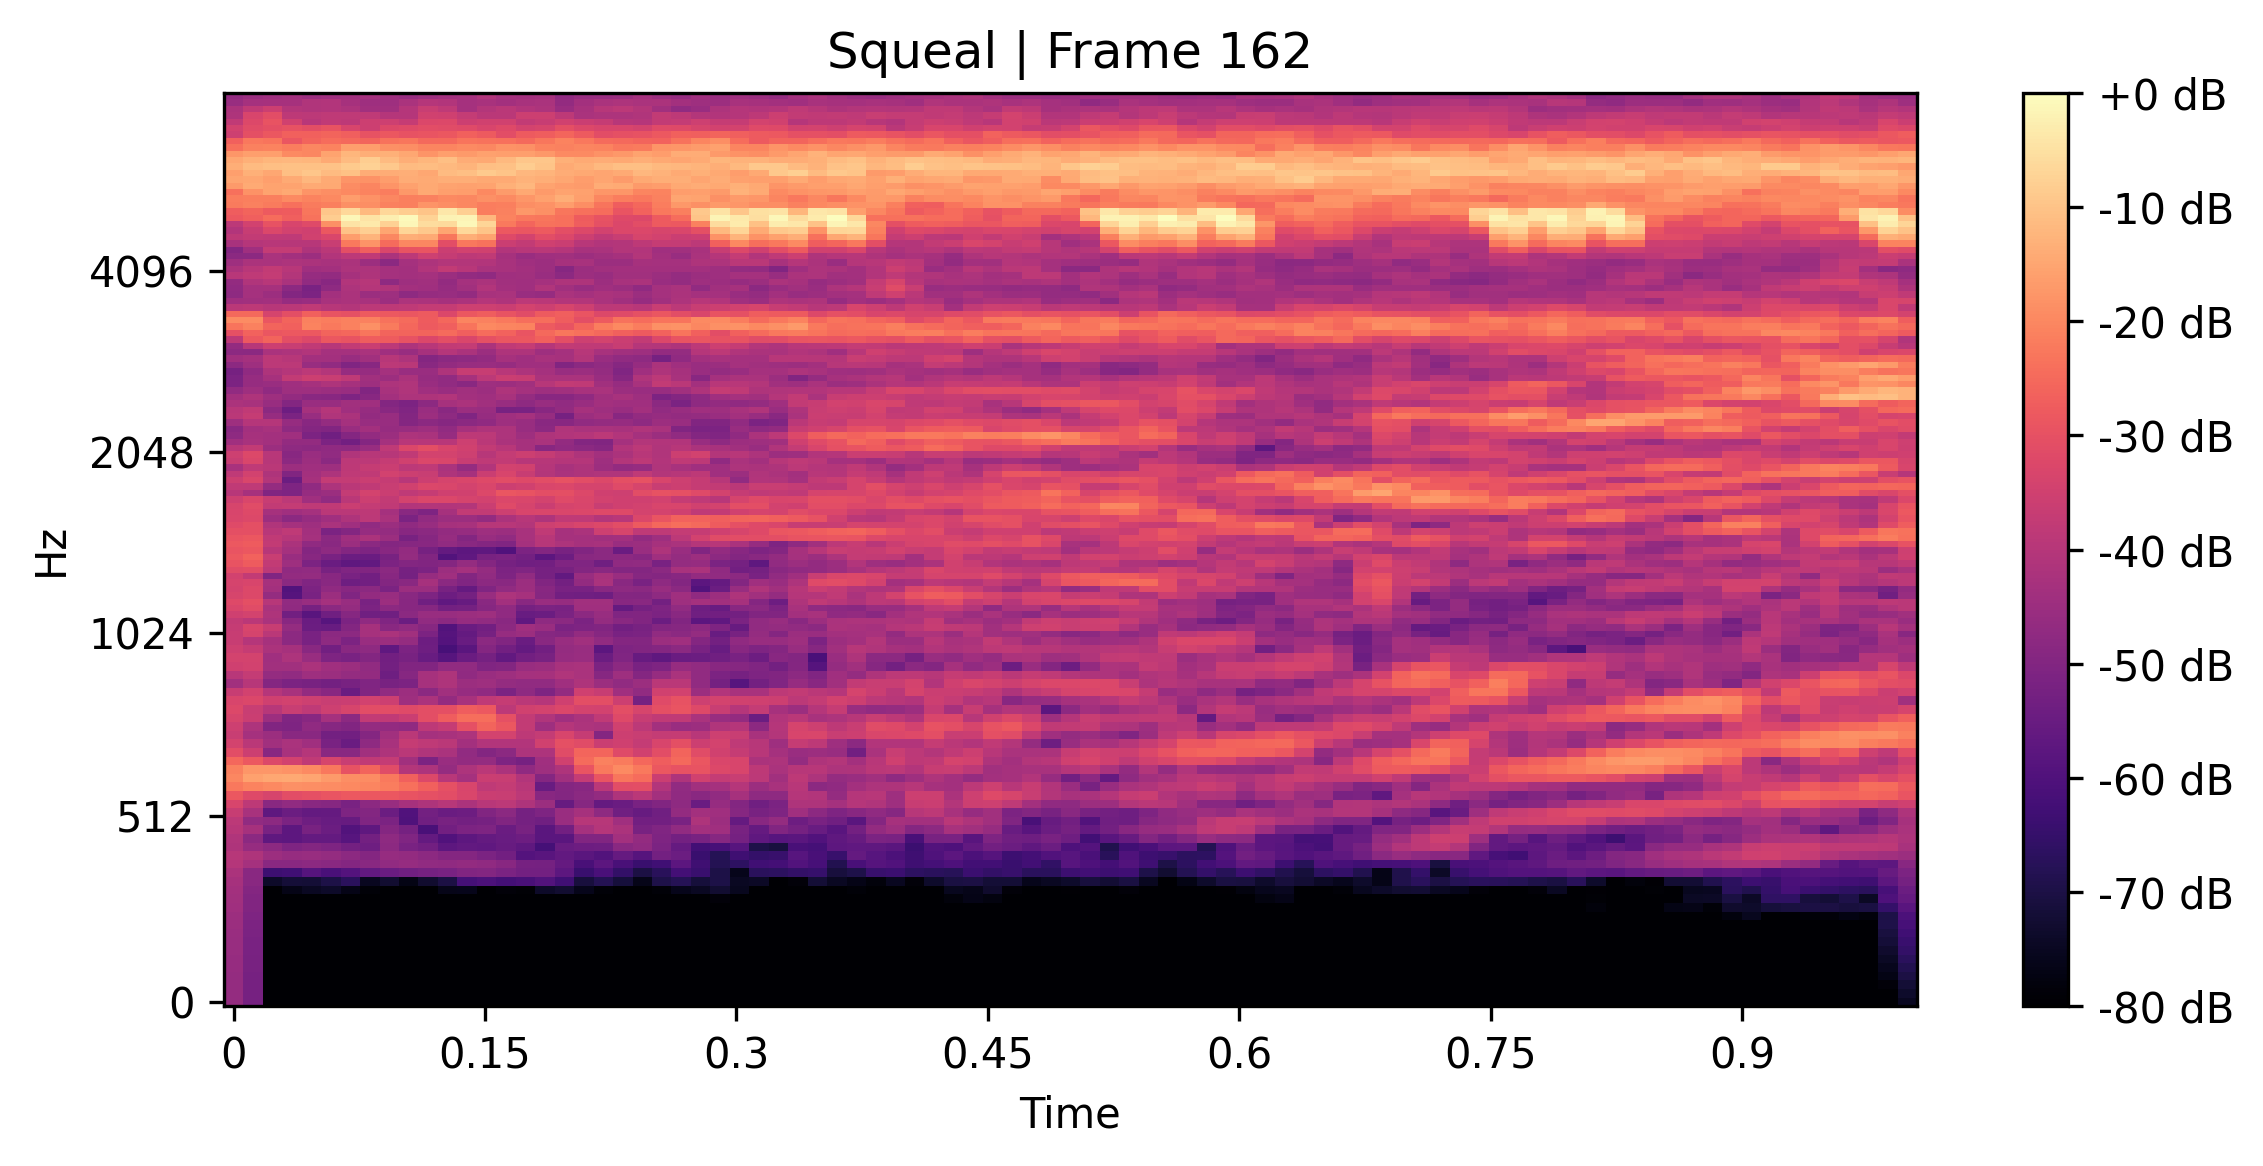 Squeal | Frame 162
+0 dB
-10 dB
-20 dB
-30 dB
-40 dB
-50 dB
-60 dB
-70 dB
-80 dB
Hz
4096
2048
1024
512
0
0 0.15 0.3 0.45 0.6 0.75 0.9
Time